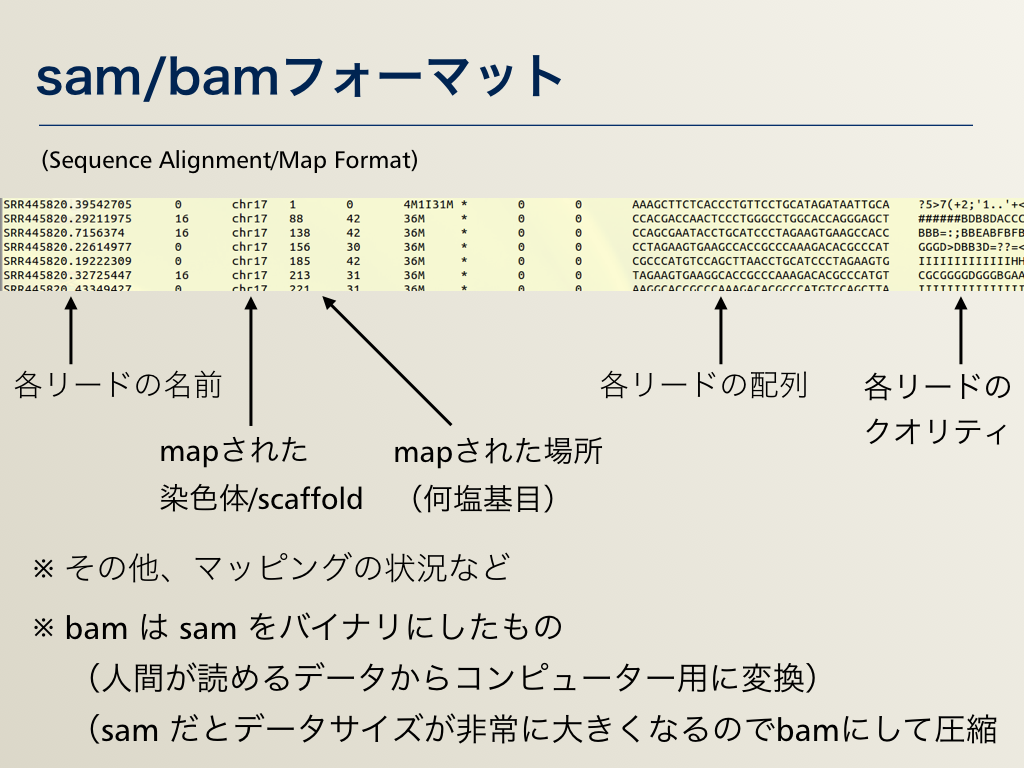 sam/bamフォーマット
(Sequence Alignment/Map Format)
SRR445820.39542705 0 chr17 1 0 4M1I31M * 0 0 AAAGCTTCTCACCCTGTTCCTGCATAGATAATTGCA ?5>7(+2;'1..'+<
SRR445820.29211975 16 chr17 88 42 36M * 0 0 CCACGACCAACTCCCTGGGCCTGGCACCAGGGAGCT ######BDB8DACCC
SRR445820.7156374 16 chr17 138 42 36M * 0 0 CCAGCGAATACCTGCATCCCTAGAAGTGAAGCCACC BBB=:;BBEABFBFB
SRR445820.22614977 0 chr17 156 30 36M * 0 0 CCTAGAAGTGAAGCCACCGCCCAAAGACACGCCCAT GGGD>DBB3D=??=<
SRR445820.19222309 0 chr17 185 42 36M * 0 0 CGCCCATGTCCAGCTTAACCTGCATCCCTAGAAGTG IIIIIIIIIIIIIHH
SRR445820.32725447 16 chr17 213 31 36M * 0 0 TAGAAGTGAAGGCACCGCCCAAAGACACGCCCATGT CGCGGGGDGGGBGAA
SRR445820.43349427 0 chr17 221 31 36M * 0 0 AAGGCACCGCCCAAAGACACGCCCATGTCCAGCTTA IIIIIIIIIIIIIII
各リードの名前
各リードの配列
各リードの
クオリティ
mapされた
染色体/scaffold
mapされた場所
（何塩基目）
※ その他、マッピングの状況など
※ bam は sam をバイナリにしたもの
（人間が読めるデータからコンピューター用に変換）
（sam だとデータサイズが非常に大きくなるのでbamにして圧縮